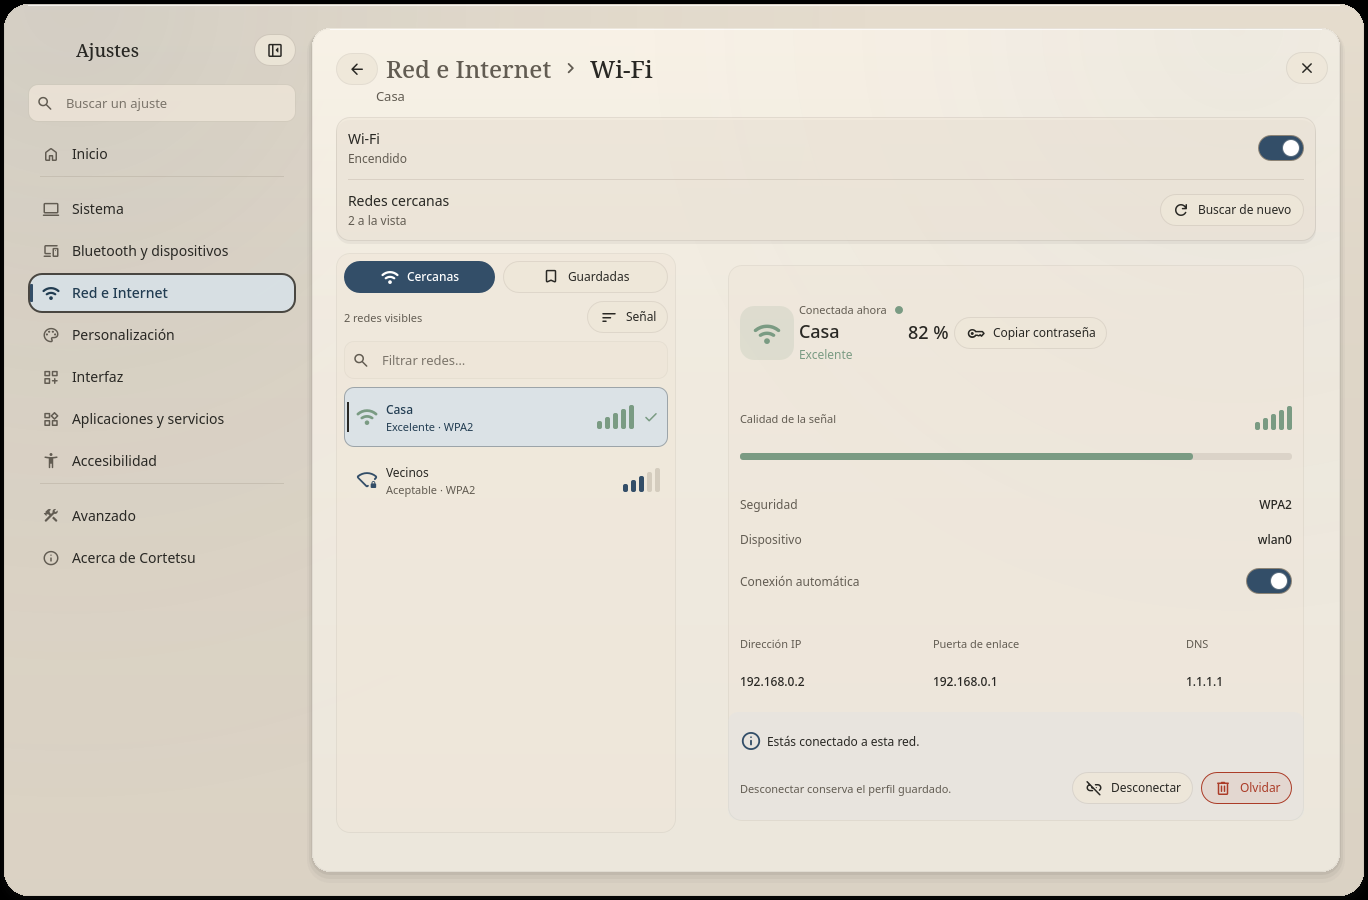 Ajustes
Buscar un ajuste
Inicio
Sistema
Bluetooth y dispositivos
Red e Internet
Personalización
Interfaz
Aplicaciones y servicios
Accesibilidad
Avanzado
Acerca de Cortetsu
Red e Internet › Wi-Fi
Casa
Wi-Fi
Encendido
Redes cercanas
2 a la vista
Buscar de nuevo
Cercanas
Guardadas
2 redes visibles
Señal
Filtrar redes...
Casa
Excelente · WPA2
Vecinos
Aceptable · WPA2
Conectada ahora
Casa
Excelente
82 %
Copiar contraseña
Calidad de la señal
Seguridad WPA2
Dispositivo wlan0
Conexión automática
Dirección IP Puerta de enlace DNS
192.168.0.2 192.168.0.1 1.1.1.1
Estás conectado a esta red.
Desconectar conserva el perfil guardado.
Desconectar
Olvidar